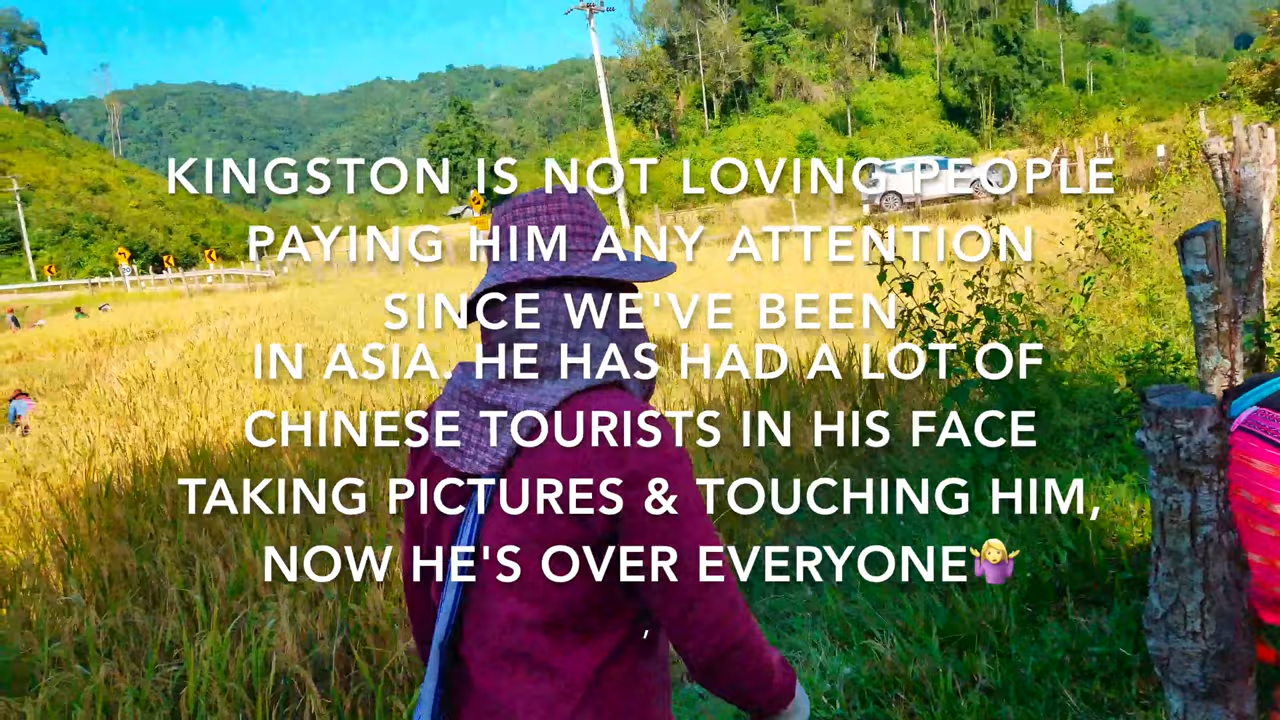 KINGSTON IS NOT LOVING PEOPLE
PAYING HIM ANY ATTENTION
SINCE WE'VE BEEN
IN ASIA. HE HAS HAD A LOT OF
CHINESE TOURISTS IN HIS FACE
TAKING PICTURES & TOUCHING HIM,
NOW HE'S OVER EVERYONE🤷‍♀️
,